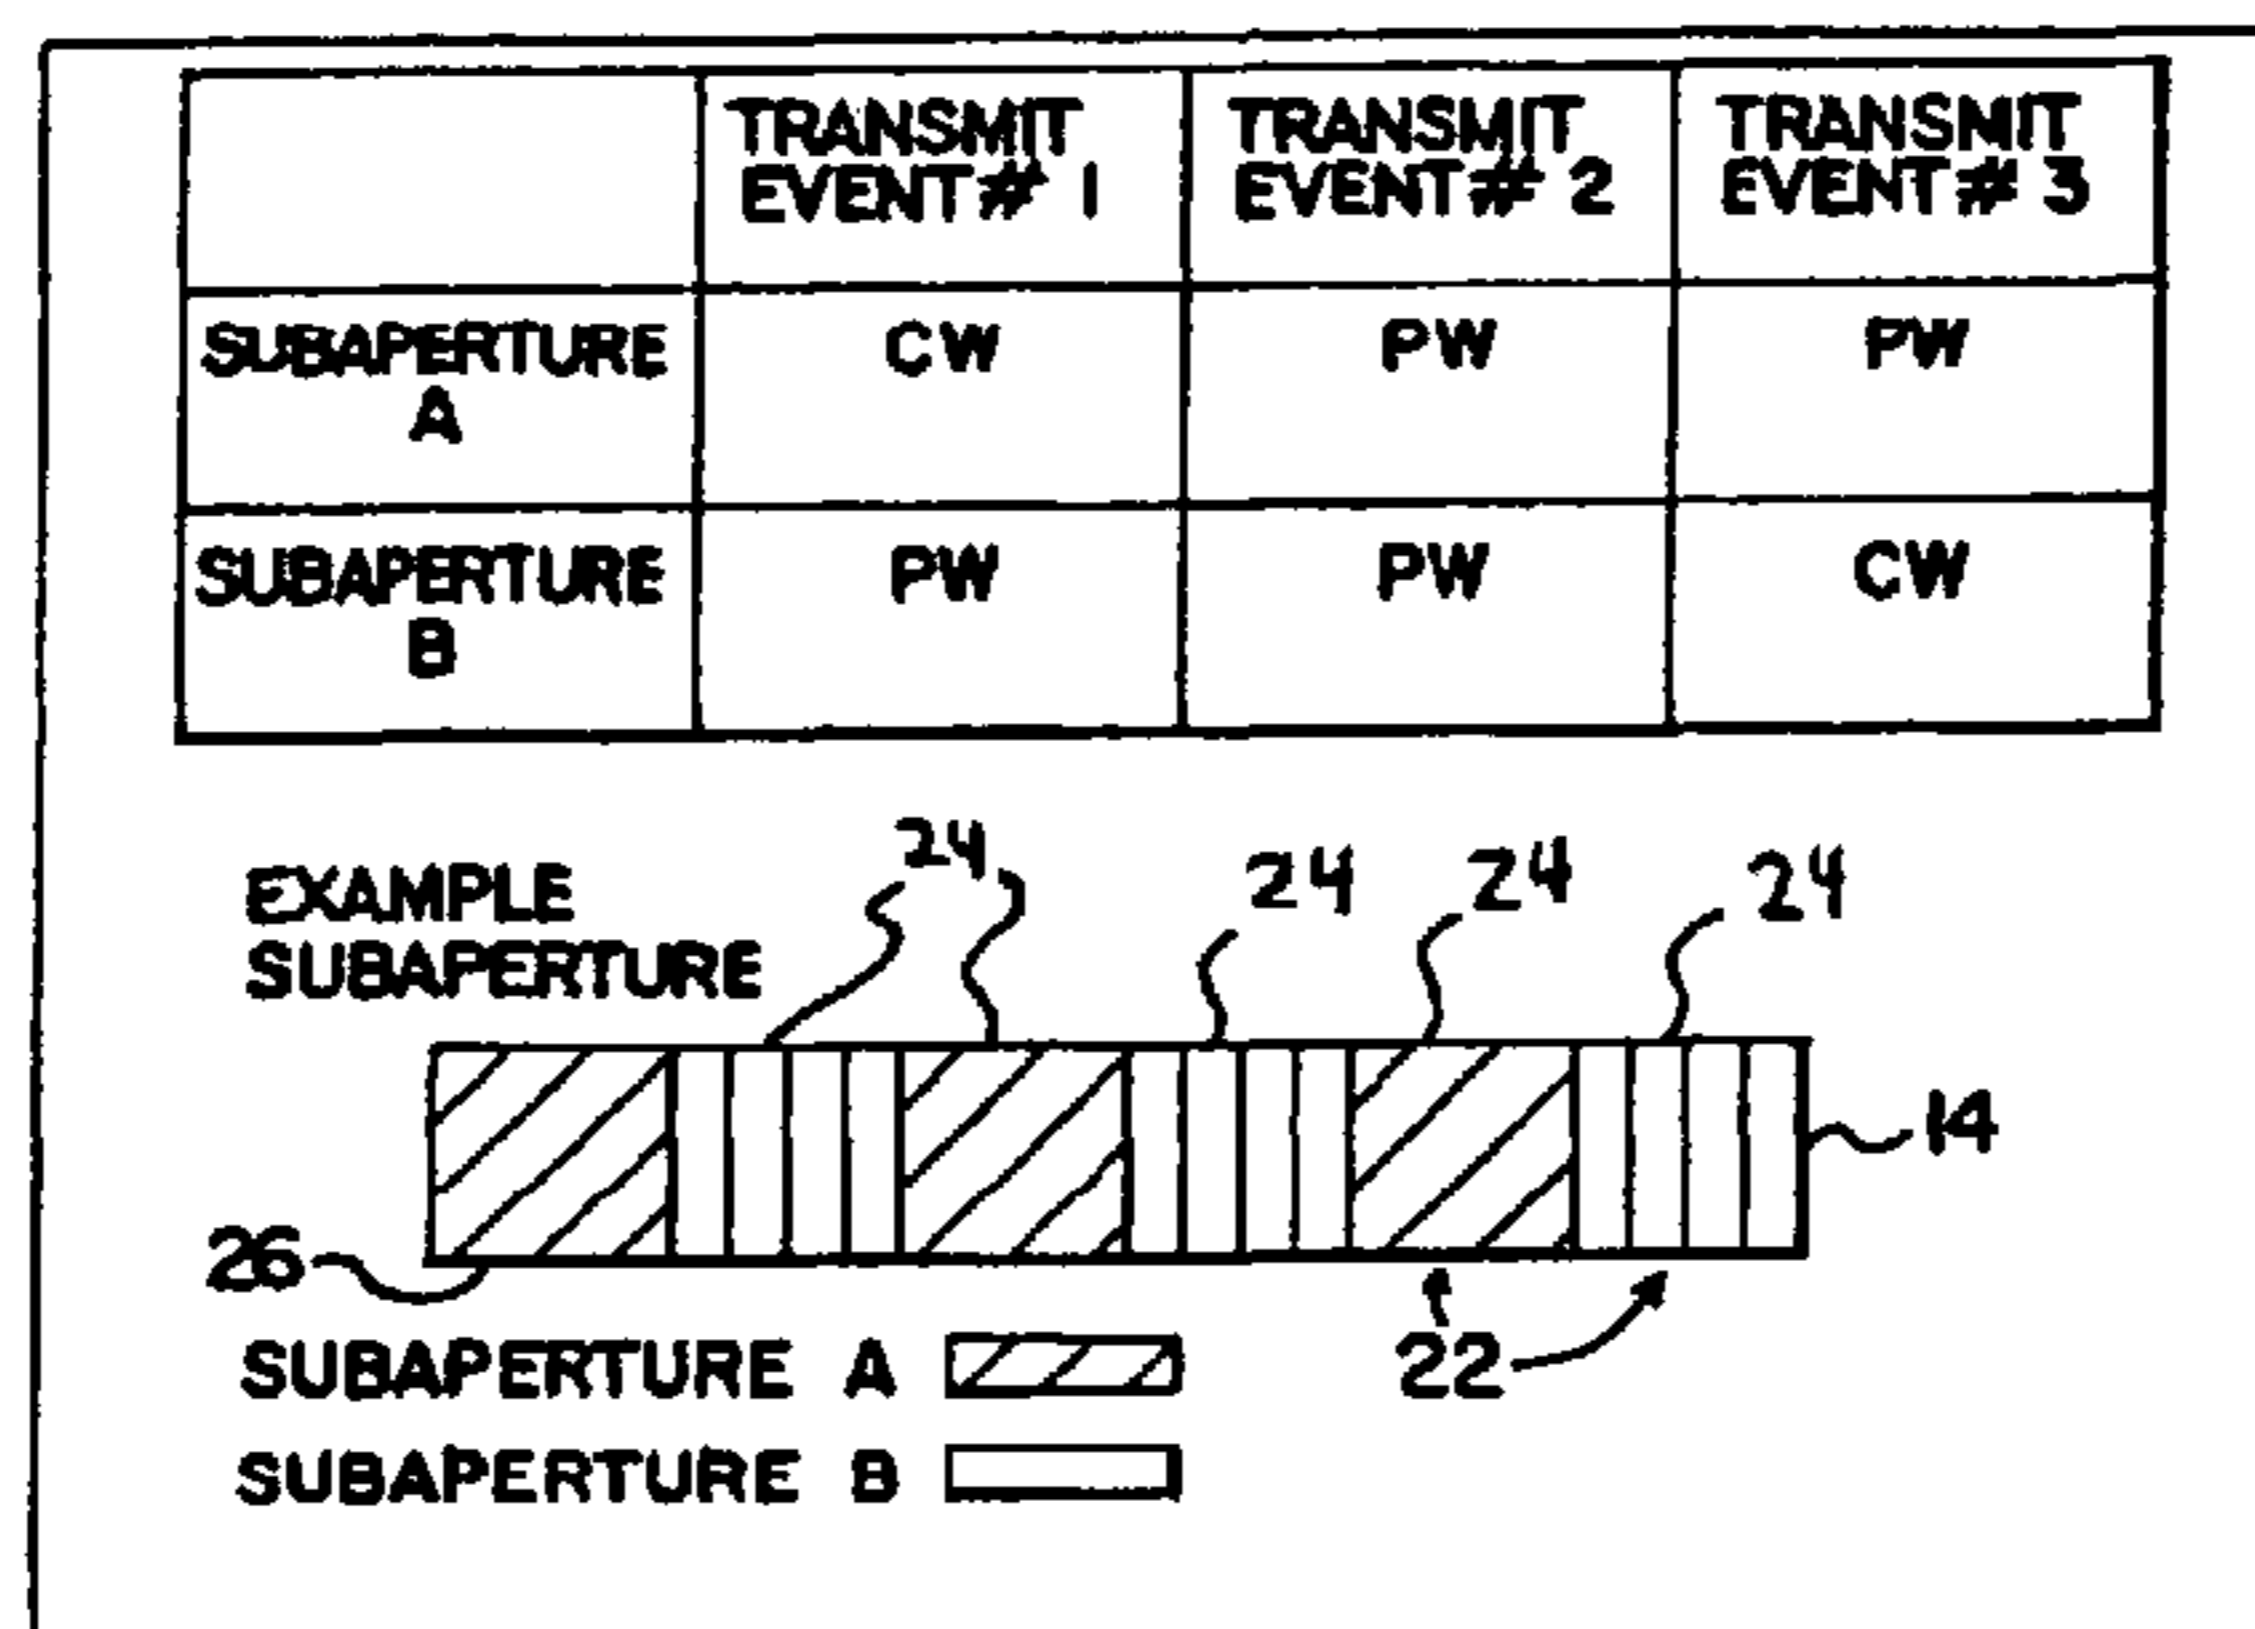 TRANSMIT EVENT# 1
TRANSMIT EVENT# 2
TRANSMIT EVENT# 3
SUBAPERTURE A
CW
PW
PW
SUBAPERTURE B
PW
PW
CW
24
24
24
24
EXAMPLE
SUBAPERTURE
14
26
SUBAPERTURE A
22
SUBAPERTURE B